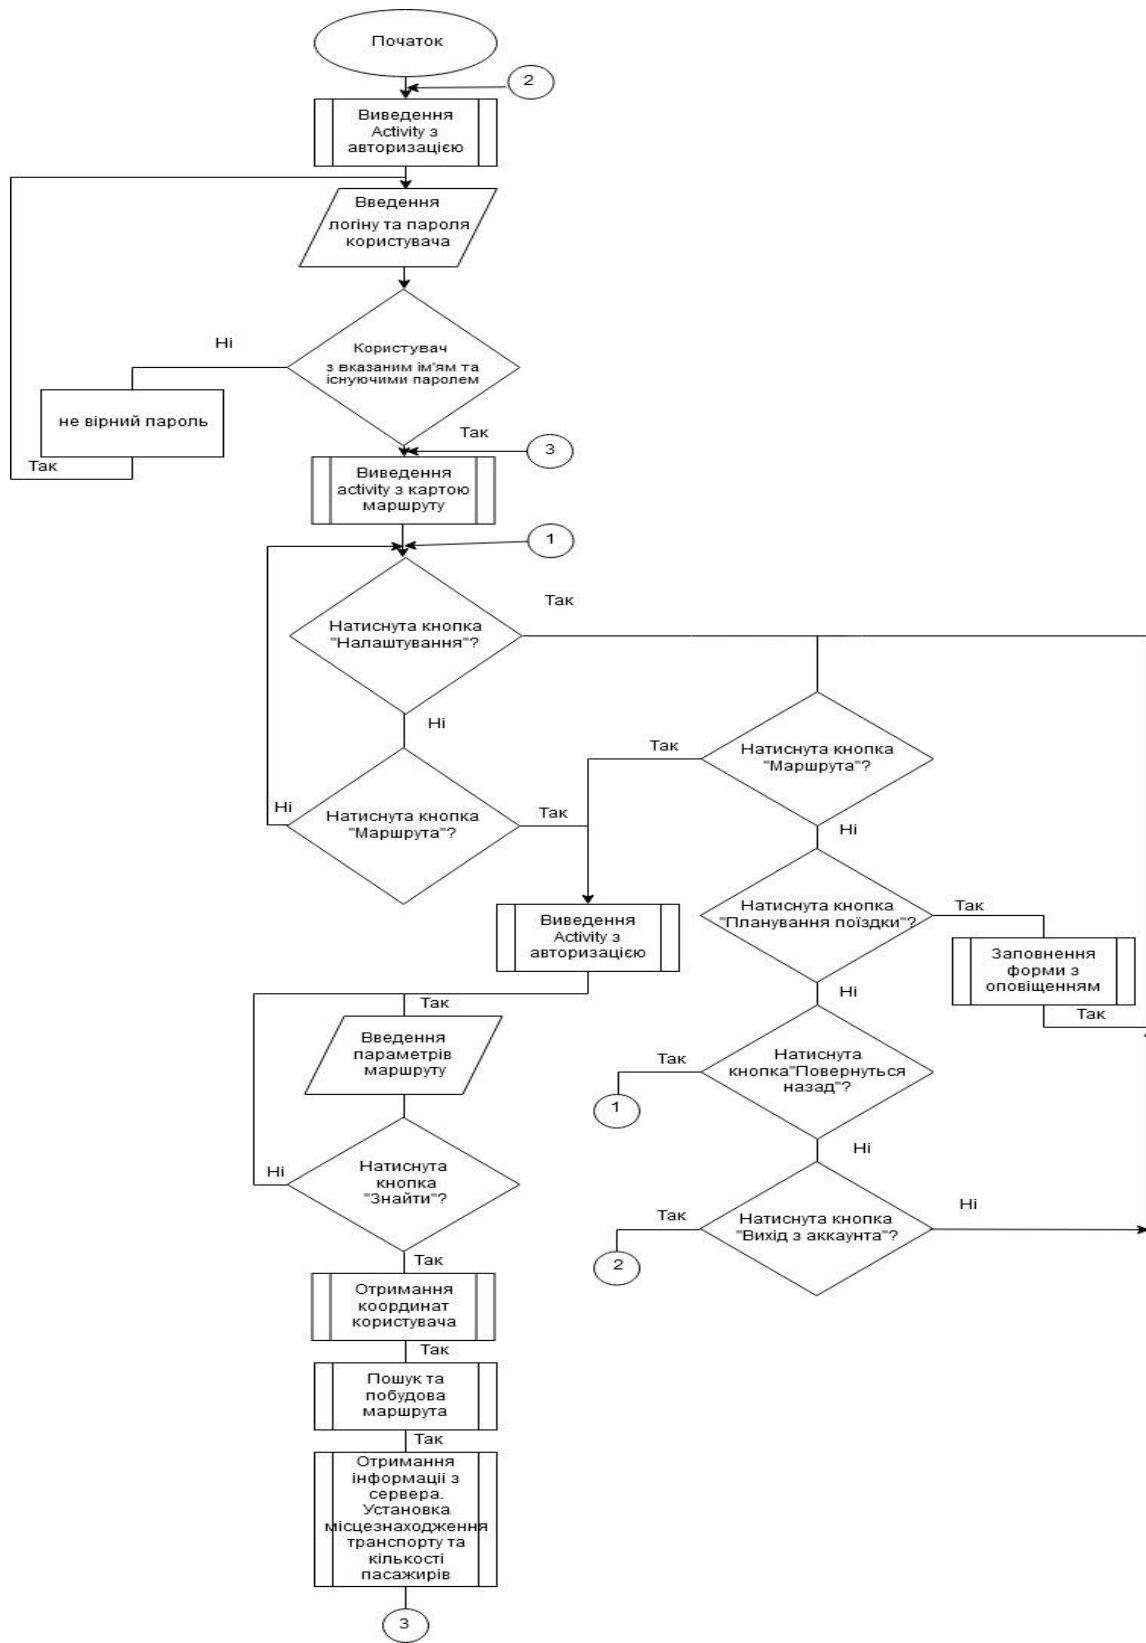 Початок
2
Виведення
Activity з
авторизацією
Введення
логіну та пароля
користувача
Ні
Користувач
з вказаним ім'ям та
існуючими паролем
не вірний пароль
Так
Так
3
Виведення
activity з картою
маршруту
1
Так
Натиснута кнопка
"Налаштування"?
Ні
Так
Натиснута кнопка
"Маршрута"?
Ні
Натиснута кнопка
"Маршрута"?
Так
Ні
Натиснута кнопка
"Планування поїздки"?
Так
Виведення
Activity з
авторизацією
Заповнення
форми з
оповіщенням
Так
Ні
Так
Введення
параметрів
маршруту
Так
Натиснута
кнопка"Повернуться
назад"?
1
Ні
Ні
Натиснута
кнопка
"Знайти"?
Так
Натиснута кнопка
"Вихід з аккаунта"?
Ні
2
Так
Отримання
координат
користувача
Так
Пошук та
побудова
маршрута
Так
Отримання
інформаціі з
сервера.
Установка
місцезнаходження
транспорту та
кількості
пасажирів
3